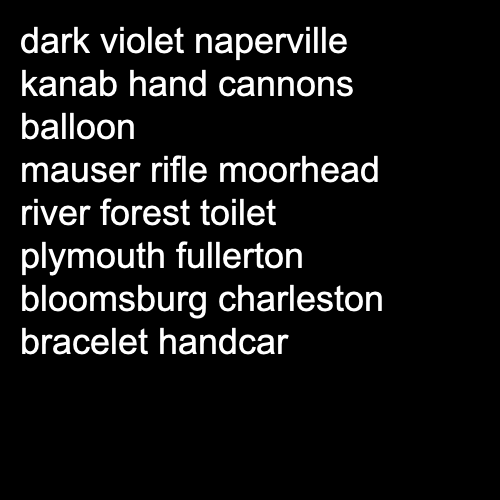 dark violet naperville
kanab hand cannons
balloon
mauser rifle moorhead
river forest toilet
plymouth fullerton
bloomsburg charleston
bracelet handcar